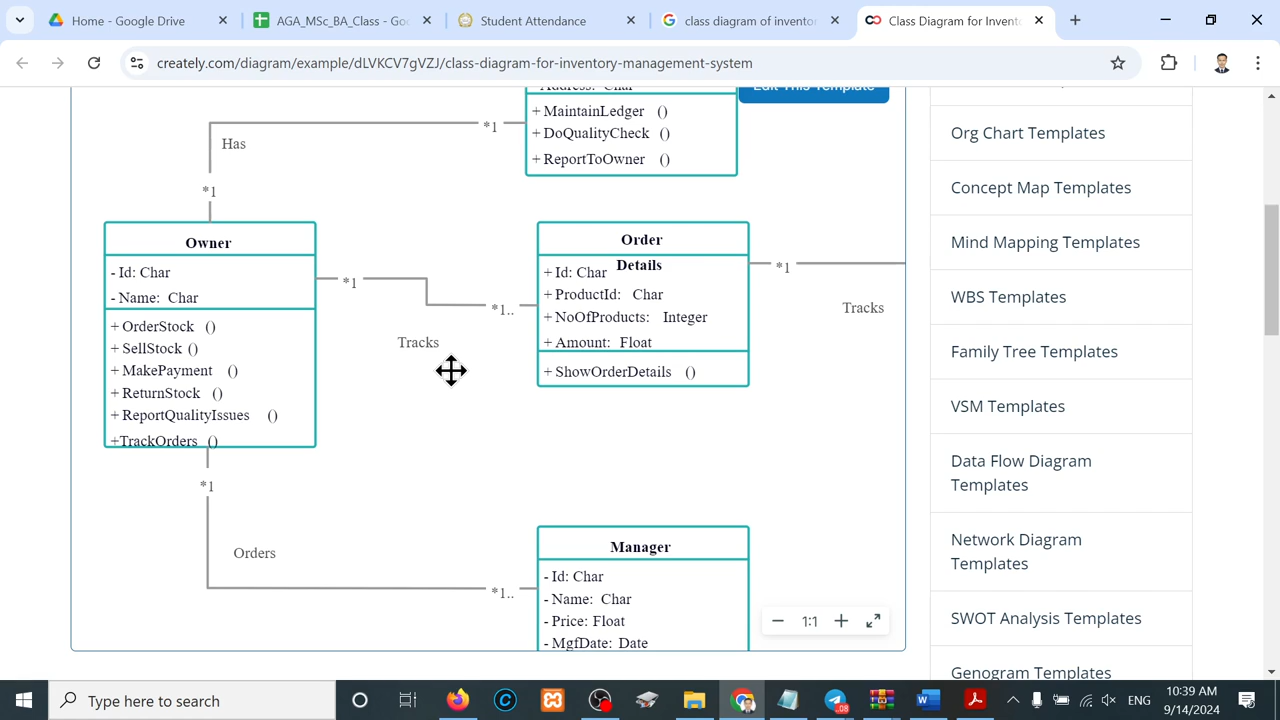 Home - Google Drive
AGA_MSc_BA_Class - Goo
Student Attendance
class diagram of inventor
Class Diagram for Invento
creately.com/diagram/example/dLVKCV7gVZJ/class-diagram-for-inventory-management-system
Edit This Template
+ MaintainLedger ()
+ DoQualityCheck ()
+ ReportToOwner ()
Has
*1
*1
Owner
- Id: Char
- Name: Char
+ OrderStock ()
+ SellStock ()
+ MakePayment ()
+ ReturnStock ()
+ ReportQualityIssues ()
+TrackOrders ()
*1
*1..
Tracks
Order
Details
+ Id: Char
+ ProductId: Char
+ NoOfProducts: Integer
+ Amount: Float
+ ShowOrderDetails ()
*1
Tracks
*1
Orders
*1..
Manager
- Id: Char
- Name: Char
- Price: Float
- MgfDate: Date
1:1
Org Chart Templates
Concept Map Templates
Mind Mapping Templates
WBS Templates
Family Tree Templates
VSM Templates
Data Flow Diagram
Templates
Network Diagram
Templates
SWOT Analysis Templates
Genogram Templates
Type here to search
ENG
10:39 AM
9/14/2024